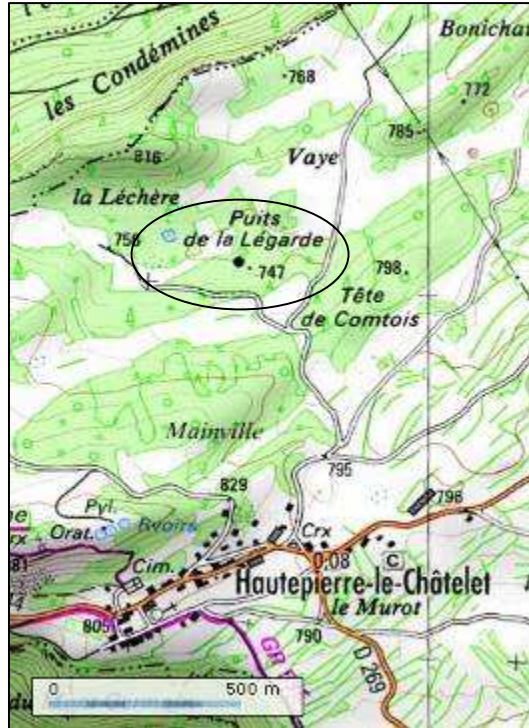 Bonichat
les Condémines
768
772
785
Vaye
816
la Léchère
Puits
de la Légarde
756
747
798
Tête
de Comtois
Mainville
795
829
798
Pyl.
Orat.
Crx
Cim.
D.08
C
Hautepierre-le-Châtelet
le Murot
805
790
GR
D 269
0 500 m